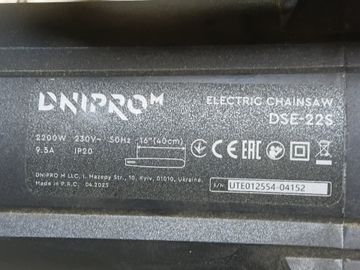 DNIPRO M
ELECTRIC CHAINSAW
DSE-22S
2200W 230V~ 50Hz 16"(40cm)
9.5A IP20
DNIPRO M LLC, I. Mazepy Str., 10, Kyiv, 01010, Ukraine.
Made in P.R.C. 04.2023
S/N: UTE012554-04152